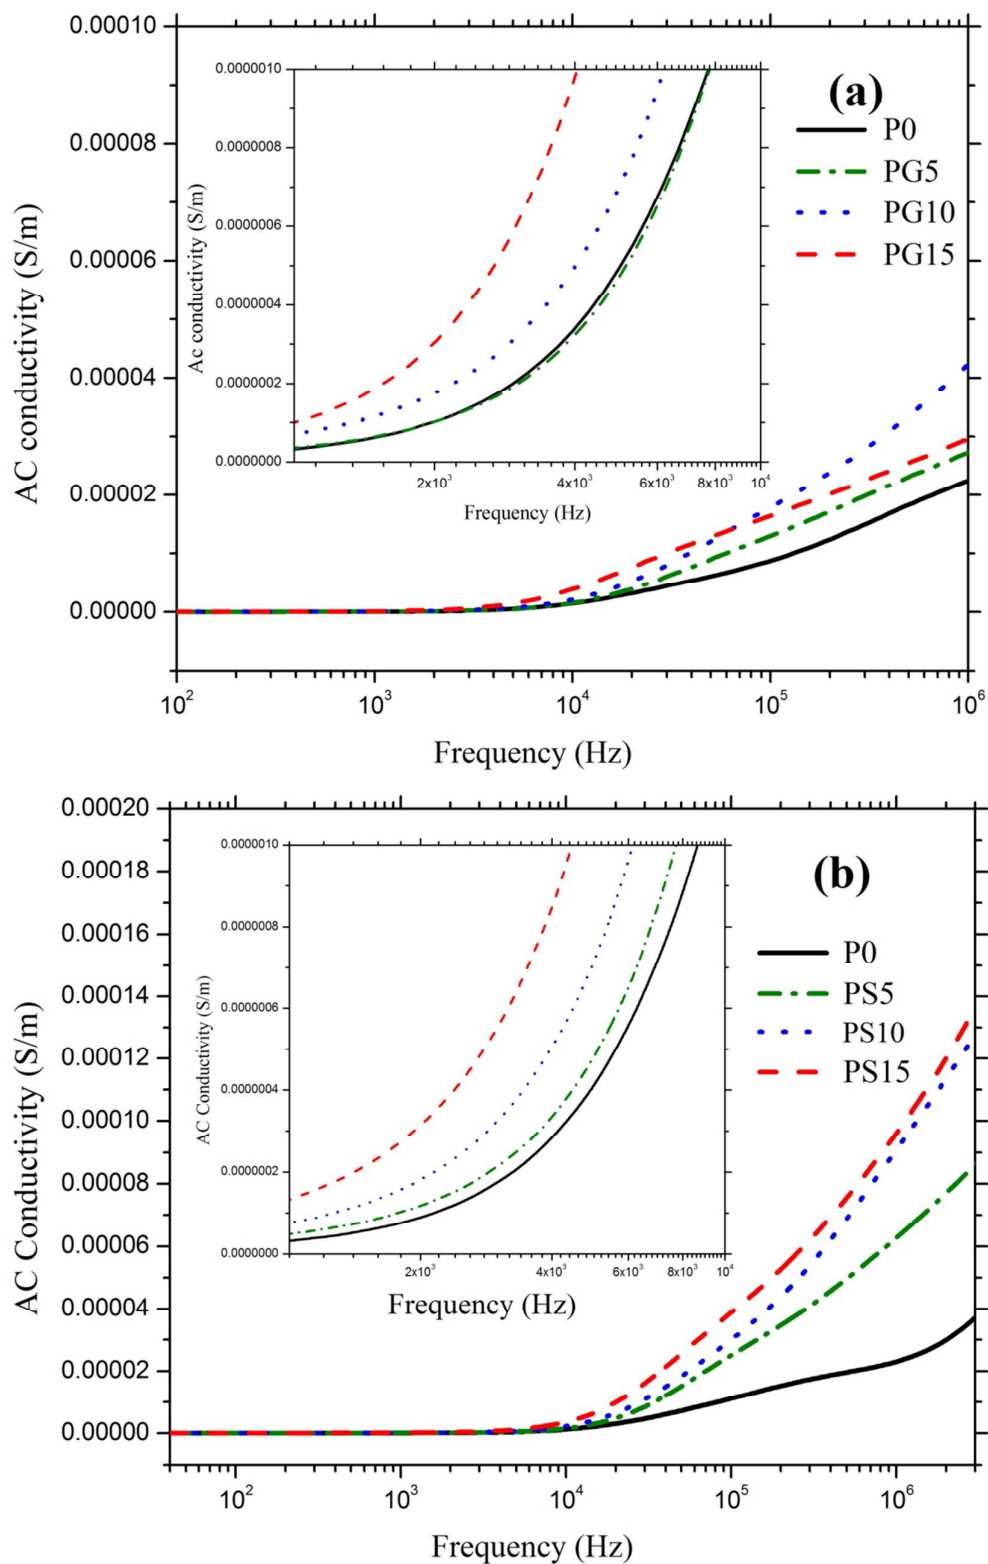 0.00010
0.00008
0.00006
0.00004
0.00002
0.00000
AC conductivity (S/m)
10²
10³
10⁴
10⁵
10⁶
Frequency (Hz)
(a)
P0
PG5
PG10
PG15
0.0000010
0.0000008
0.0000006
0.0000004
0.0000002
0.0000000
Ac conductivity (S/m)
2x10³
4x10³
6x10³
8x10³
10⁴
Frequency (Hz)
0.00020
0.00018
0.00016
0.00014
0.00012
0.00010
0.00008
0.00006
0.00004
0.00002
0.00000
AC Conductivity (S/m)
10²
10³
10⁴
10⁵
10⁶
Frequency (Hz)
(b)
P0
PS5
PS10
PS15
0.0000010
0.0000008
0.0000006
0.0000004
0.0000002
0.0000000
AC Conductivity (S/m)
2x10³
4x10³
6x10³
8x10³
10⁴
Frequency (Hz)